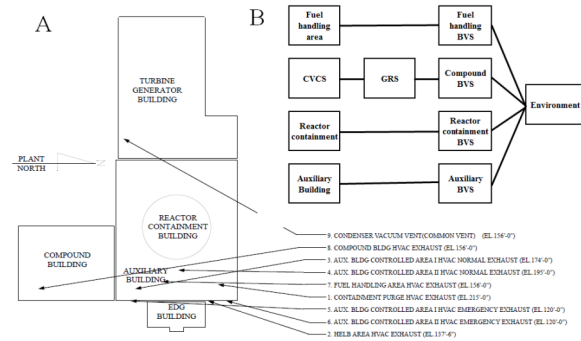 A
B
TURBINE
GENERATOR
BUILDING
PLANT
NORTH
N
REACTOR
CONTAINMENT
BUILDING
COMPOUND
BUILDING
AUXILIARY
BUILDING
EDG
BUILDING
Fuel
handling
area
Fuel
handling
BVS
CVCS
GRS
Compound
BVS
Environment
Reactor
containment
Reactor
containment
BVS
Auxiliary
Building
Auxiliary
BVS
9. CONDENSER VACUUM VENT(COMMON VENT) (EL.156'-0")
8. COMPOUND BLDG HVAC EXHAUST (EL.156'-0")
3. AUX. BLDG CONTROLLED AREA I HVAC NORMAL EXHAUST (EL.174'-0")
4. AUX. BLDG CONTROLLED AREA II HVAC NORMAL EXHAUST (EL.195'-0")
7. FUEL HANDLING AREA HVAC EXHAUST (EL.156'-0")
1. CONTAINMENT PURGE HVAC EXHAUST (EL.215'-0")
5. AUX. BLDG CONTROLLED AREA I HVAC EMERGENCY EXHAUST (EL.120'-0")
6. AUX. BLDG CONTROLLED AREA II HVAC EMERGENCY EXHAUST (EL.120'-0")
2. HELB AREA HVAC EXHAUST (EL.137'-6")